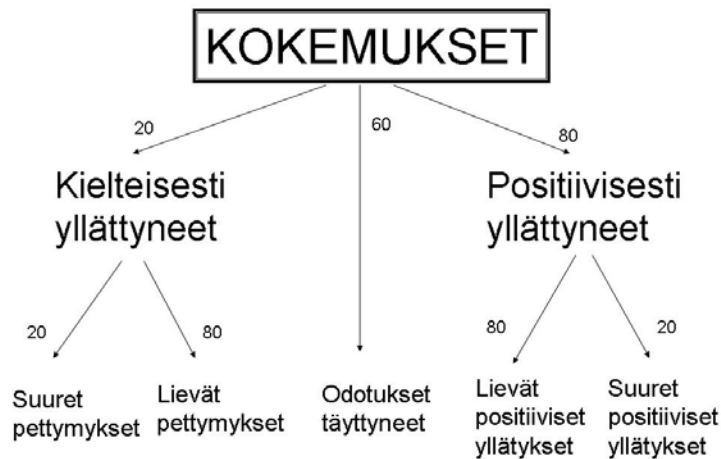 KOKEMUKSET
20
60
80
Kielteisesti
yllättyneet
Positiivisesti
yllättyneet
20
80
80
20
Suuret
pettymykset
Lievät
pettymykset
Odotukset
täyttyneet
Lievät
positiiviset
yllätykset
Suuret
positiiviset
yllätykset